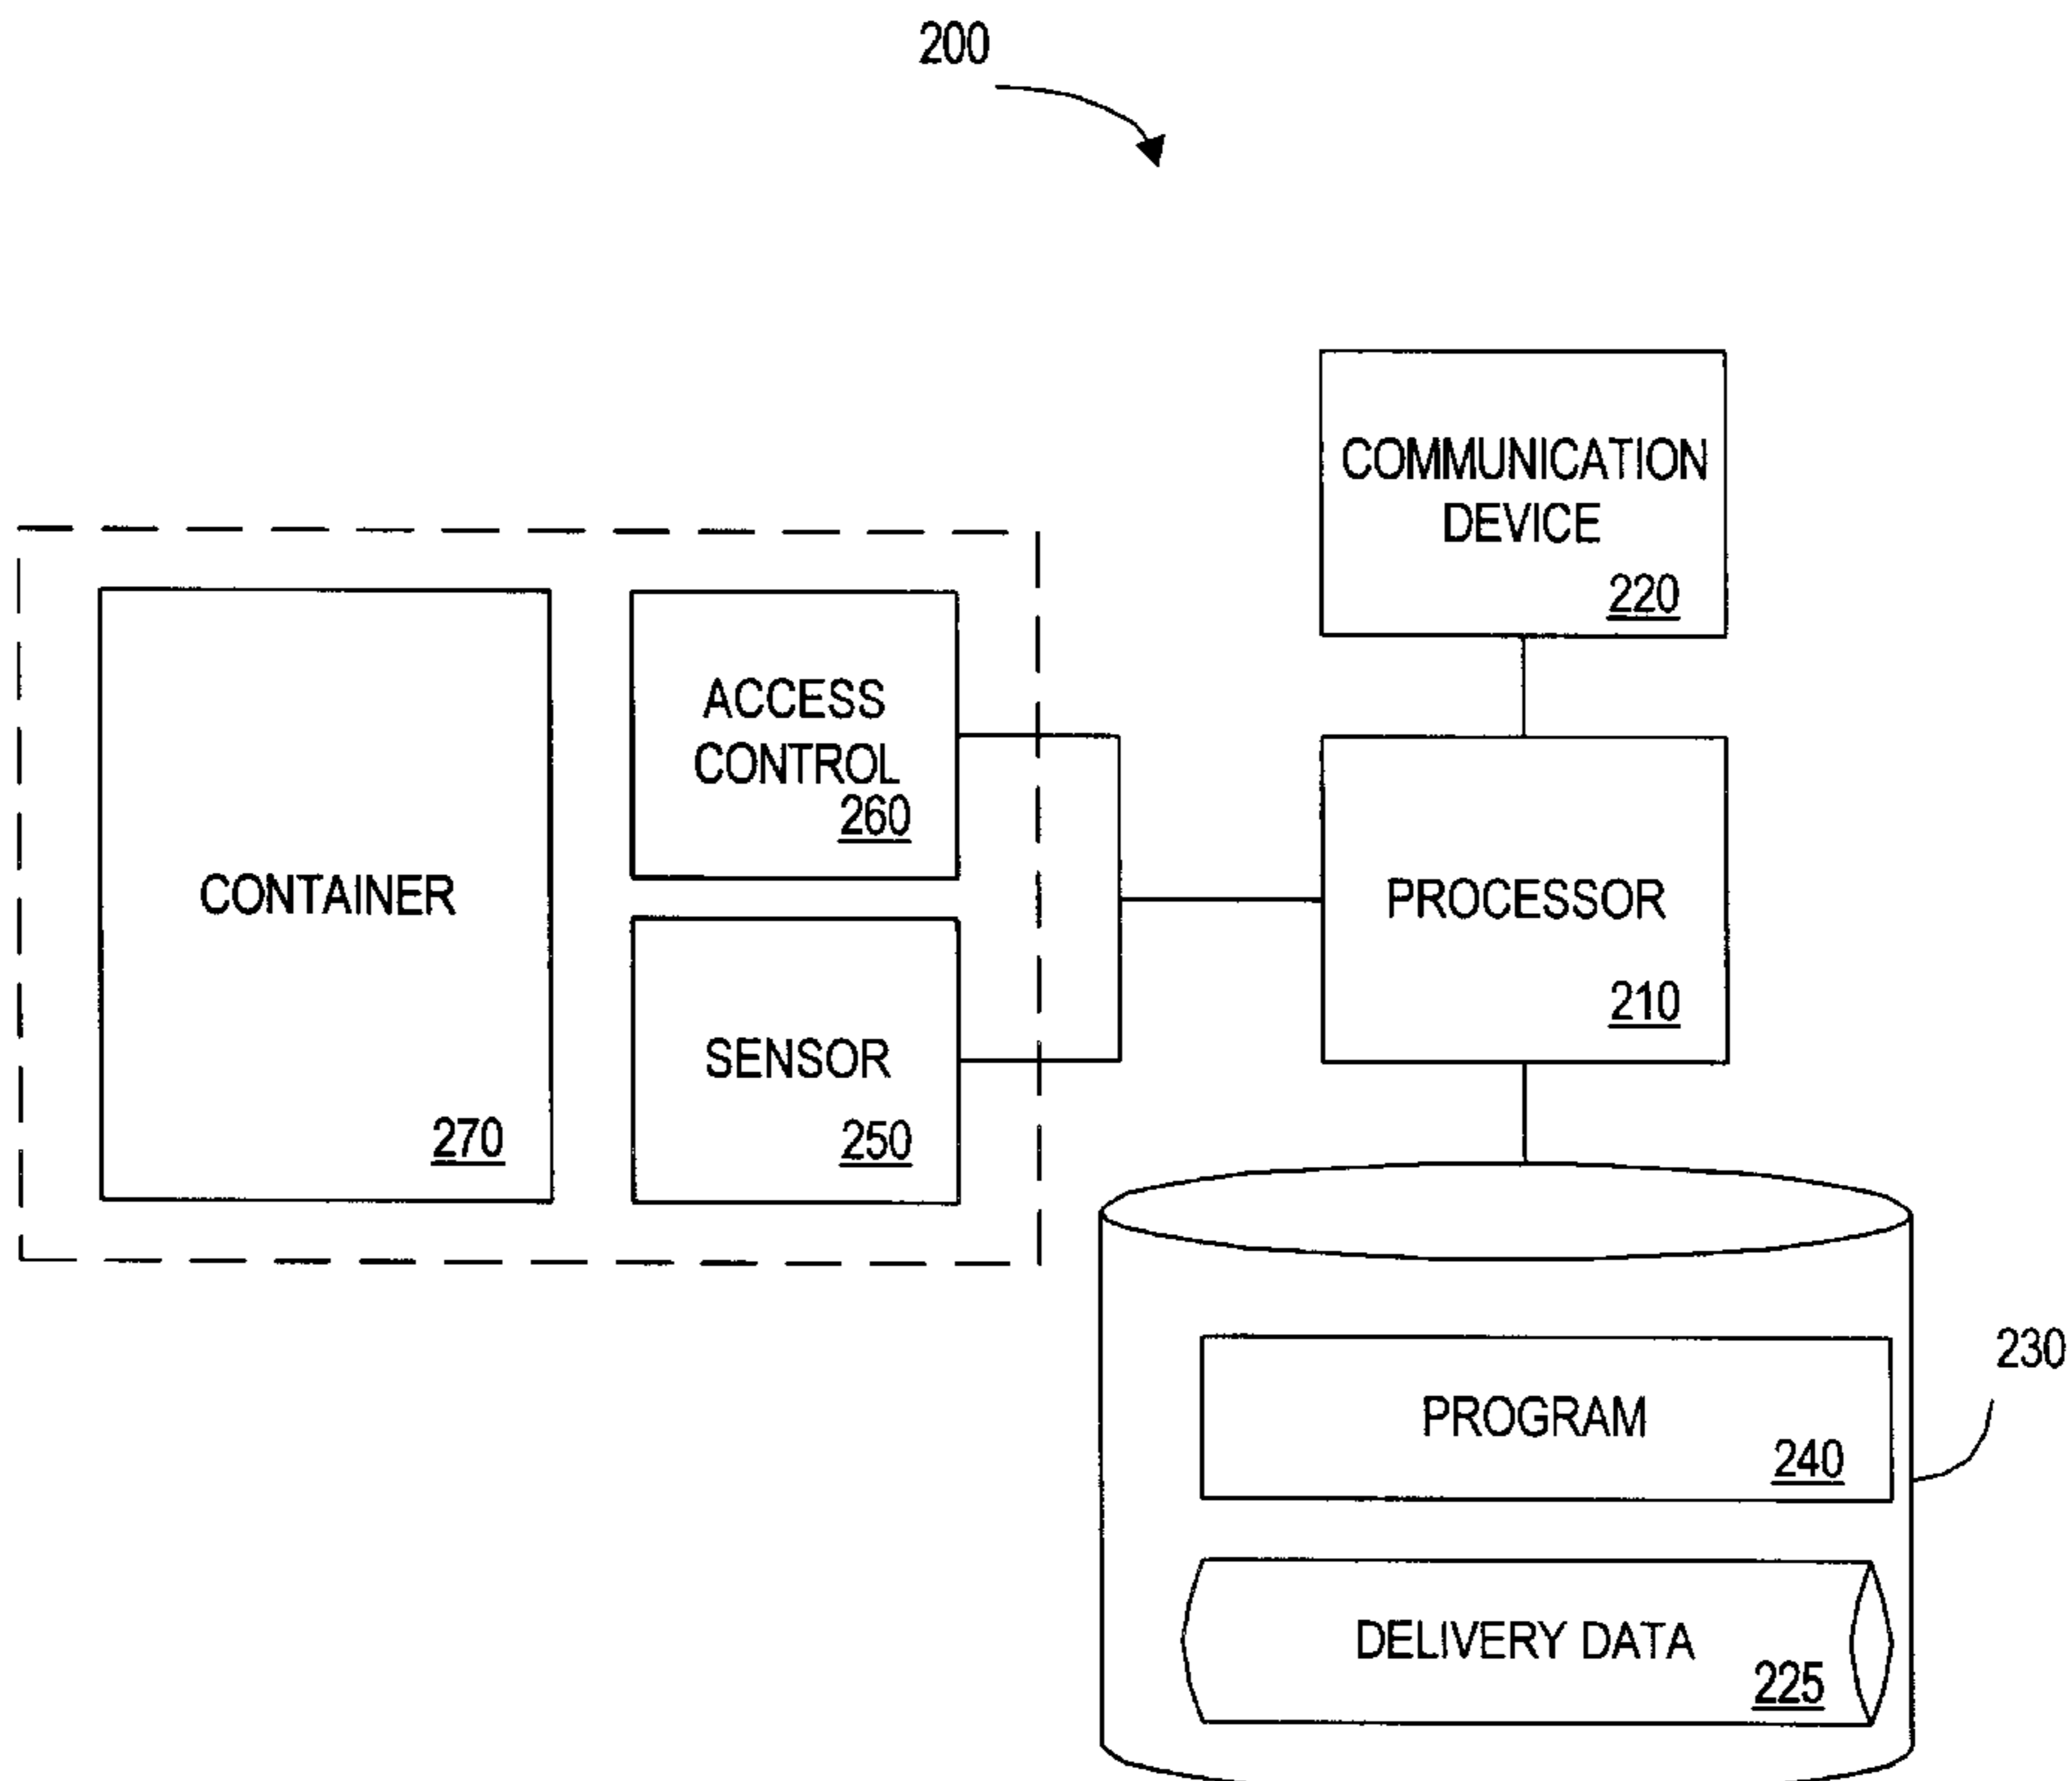 200
COMMUNICATION
DEVICE
220
ACCESS
CONTROL
260
CONTAINER
270
SENSOR
250
PROCESSOR
210
230
PROGRAM
240
DELIVERY DATA
225